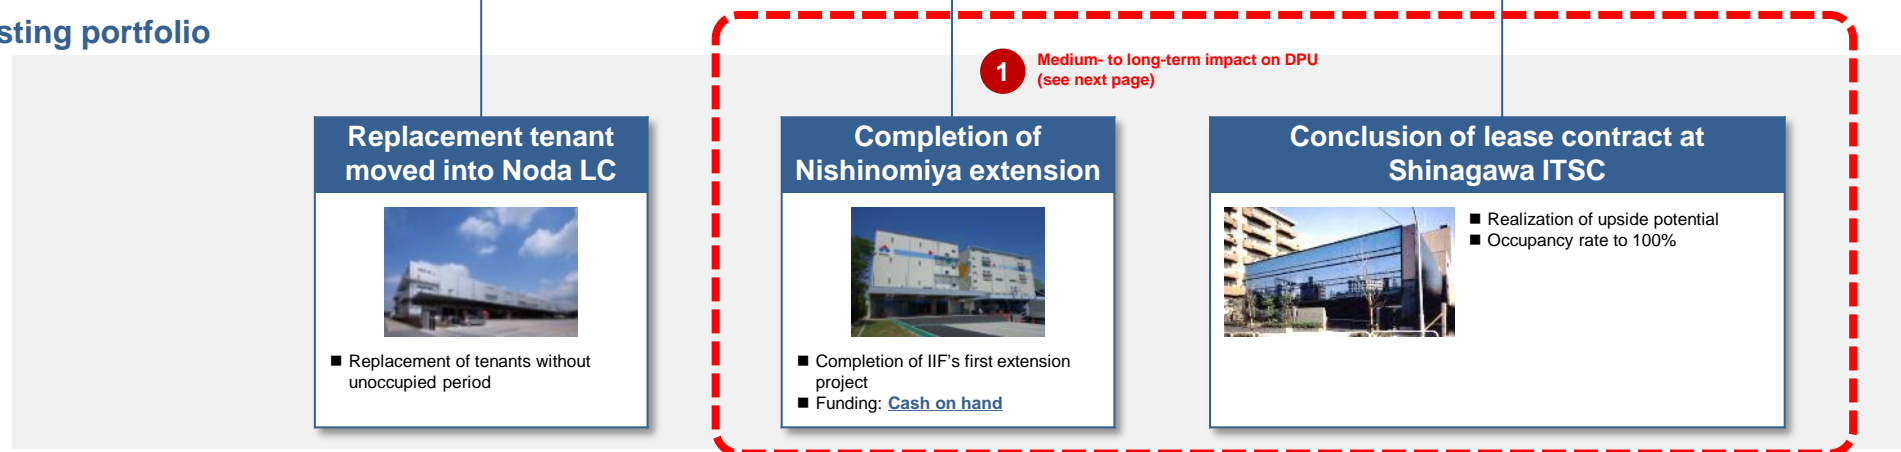 sting portfolio
1
Medium- to long-term impact on DPU
(see next page)
Replacement tenant
moved into Noda LC
■ Replacement of tenants without
unoccupied period
Completion of
Nishinomiya extension
■ Completion of IIF's first extension
project
■ Funding: Cash on hand
Conclusion of lease contract at
Shinagawa ITSC
■ Realization of upside potential
■ Occupancy rate to 100%